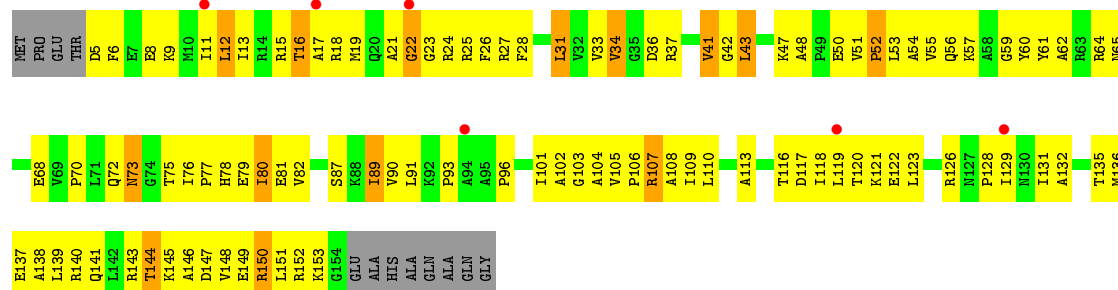 MET PRO GLU THR D5 F6 E7 E8 K9 M10 I11 L12 I13 R14 R15 T16 A17 R18 M19 Q20 A21 G22 G23 R24 R25 F26 R27 F28 L31 V32 V33 V34 G35 D36 R37 V41 G42 L43 K47 A48 P49 E50 V51 P52 L53 A54 V55 Q56 K57 A58 G59 Y60 Y61 A62 R63 R64 N65
E68 V69 P70 L71 Q72 N73 G74 T75 I76 P77 H78 E79 I80 E81 V82 S87 K88 I89 V90 L91 K92 P93 A94 A95 P96 I101 A102 G103 A104 V105 P106 R107 A108 I109 L110 A113 T116 D117 I118 L119 T120 K121 E122 L123 R126 N127 P128 I129 N130 I131 A132 T135 M136
E137 A138 L139 R140 Q141 L142 R143 T144 K145 A146 D147 V148 E149 R150 L151 R152 K153 G154 GLU ALA HIS ALA GLN ALA GLN GLY